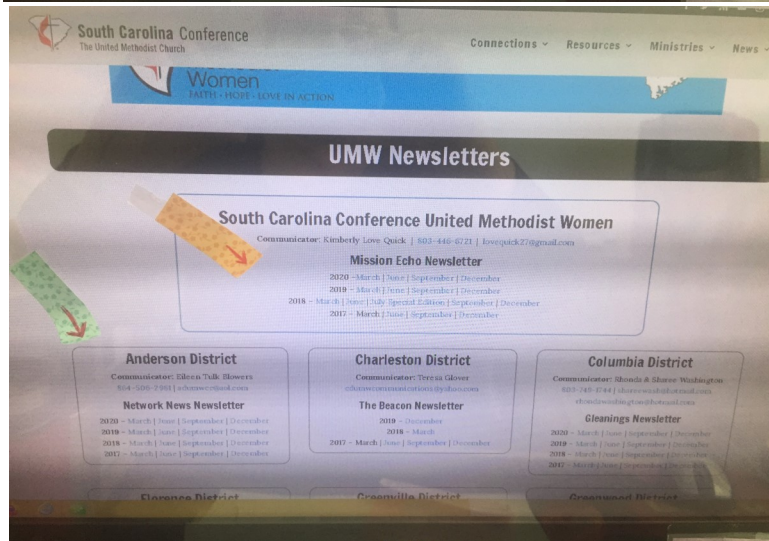 South Carolina Conference
The United Methodist Church
Connections
Resources
Ministries
News
Women
FAITH • HOPE • LOVE IN ACTION
UMW Newsletters
South Carolina Conference United Methodist Women
Communicator: Kimberly Love Quick | 803-446-8721 | lovequick27@gmail.com
Mission Echo Newsletter
2020 - March | June | September | December
2019 - March | June | September | December
2018 - March | June | July Special Edition | September | December
2017 - March | June | September | December
Anderson District
Communicator: Eileen Tulk Blowers
Network News Newsletter
2020 - March | June | September | December
2019 - March | June | September | December
2018 - March | June | September | December
2017 - March | June | September | December
Charleston District
Communicator: Teresa Glover
The Beacon Newsletter
2019 - December
2018 - March
2017 - March | June | September | December
Columbia District
Communicator: Shonda & Sharee Washington
Gleanings Newsletter
2020 - March | June | September | December
2019 - March | June | September | December
2018 - March | June | September | December
2017 - March | June | September | December
Florence District
Greenville District
Greenwood District